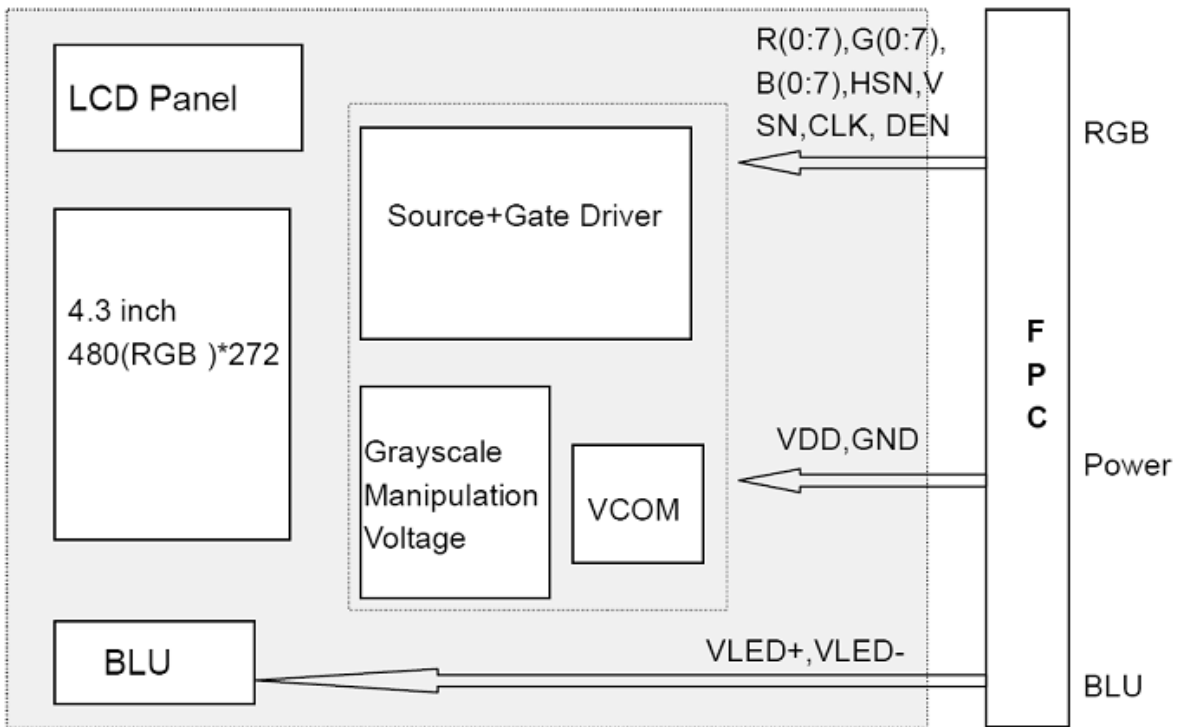 LCD Panel
4.3 inch
480(RGB )*272
BLU
Source+Gate Driver
Grayscale
Manipulation
Voltage
VCOM
R(0:7),G(0:7),
B(0:7),HSN,V
SN,CLK, DEN
VDD,GND
VLED+,VLED-
F
P
C
RGB
Power
BLU